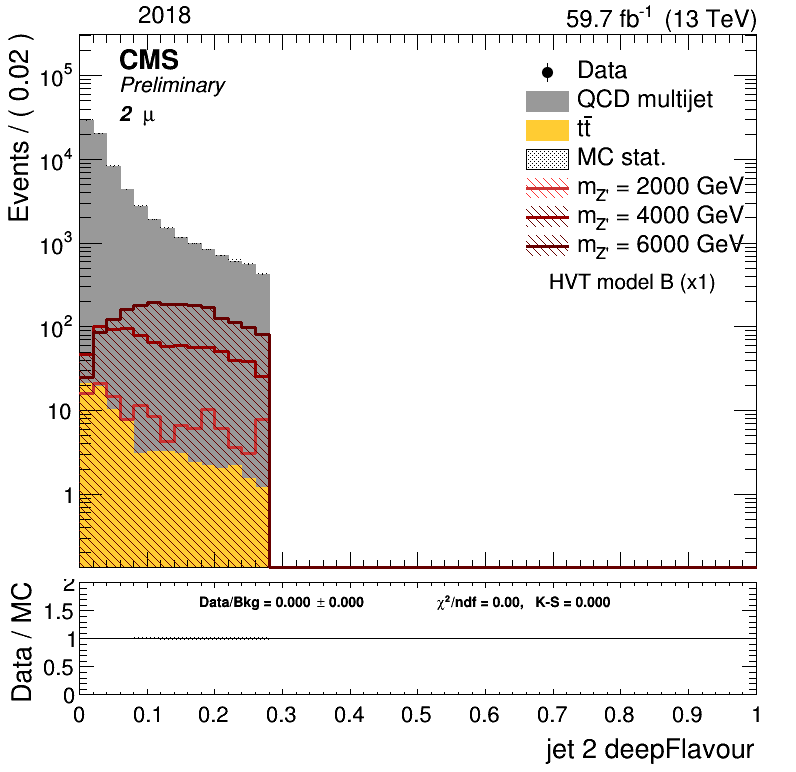 2018
59.7 fb⁻¹ (13 TeV)
CMS
Preliminary
2 μ
Data
QCD multijet
tt̄
MC stat.
m_Z' = 2000 GeV
m_Z' = 4000 GeV
m_Z' = 6000 GeV
HVT model B (x1)
Events / ( 0.02 )
10⁵
10⁴
10³
10²
10
1
Data/Bkg = 0.000 ± 0.000
χ²/ndf = 0.00, K-S = 0.000
Data / MC
2
1.5
1
0.5
0
0 0.1 0.2 0.3 0.4 0.5 0.6 0.7 0.8 0.9 1
jet 2 deepFlavour